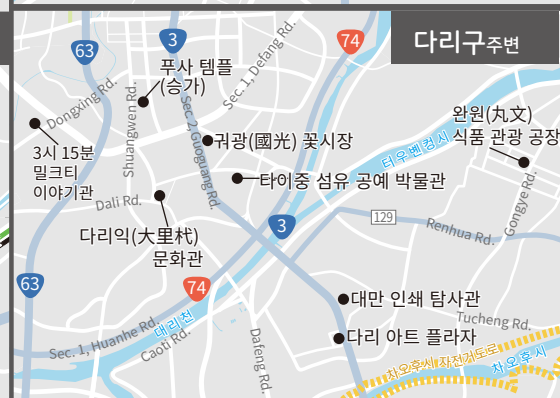 다리구주변
63
3
74
푸사 템플
(승가)
Sec. 1, Defang Rd.
Dongxing Rd.
Shuangwen Rd.
Sec. 2, Guoguang Rd.
완원(丸文)
식품 관광 공장
3시 15분
밀크티
이야기관
귀광(國光) 꽃시장
터우벤컹시
타이중 섬유 공예 박물관
Gongye Rd.
Dali Rd.
129
다리익(大里杙)
문화관
3
Renhua Rd.
63
74
대만 인쇄 탐사관
대리천
Sec. 1, Huanhe Rd.
Caoti Rd.
Dafeng Rd.
Tucheng Rd.
다리 아트 플라자
차오후시 자전거도로
차오후시